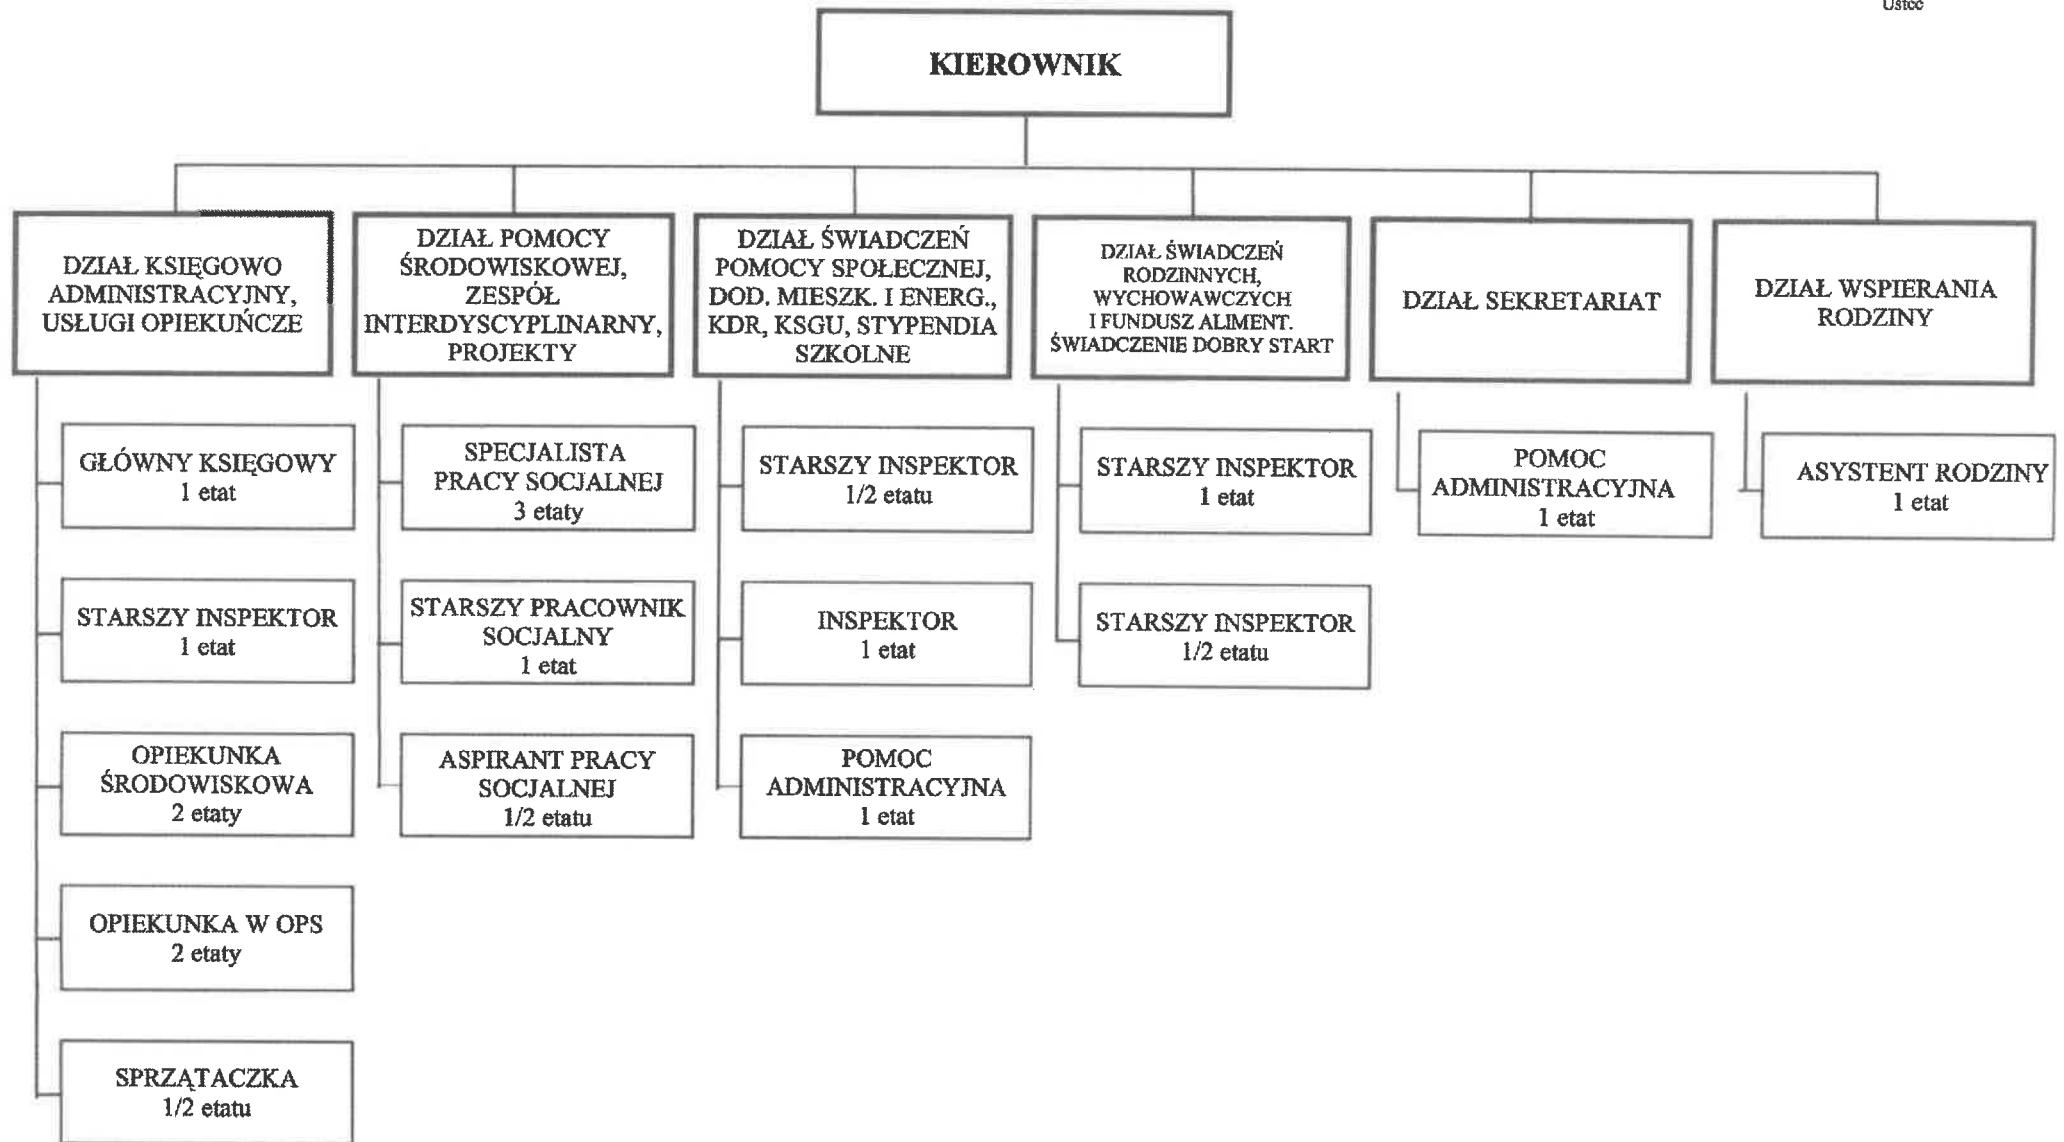 Ustce
KIEROWNIK
DZIAŁ KSIĘGOWO
ADMINISTRACYJNY,
USŁUGI OPIEKUŃCZE
DZIAŁ POMOCY
ŚRODOWISKOWEJ,
ZESPÓŁ
INTERDYSCYPLINARNY,
PROJEKTY
DZIAŁ ŚWIADCZEŃ
POMOCY SPOŁECZNEJ,
DOD. MIESZK. I ENERG.,
KDR, KSGU, STYPENDIA
SZKOLNE
DZIAŁ ŚWIADCZEŃ
RODZINNYCH,
WYCHOWAWCZYCH
I FUNDUSZ ALIMENT.
ŚWIADCZENIE DOBRY START
DZIAŁ SEKRETARIAT
DZIAŁ WSPIERANIA
RODZINY
GŁÓWNY KSIĘGOWY
1 etat
STARSZY INSPEKTOR
1 etat
OPIEKUNKA
ŚRODOWISKOWA
2 etaty
OPIEKUNKA W OPS
2 etaty
SPRZĄTACZKA
1/2 etatu
SPECJALISTA
PRACY SOCJALNEJ
3 etaty
STARSZY PRACOWNIK
SOCJALNY
1 etat
ASPIRANT PRACY
SOCJALNEJ
1/2 etatu
STARSZY INSPEKTOR
1/2 etatu
INSPEKTOR
1 etat
POMOC
ADMINISTRACYJNA
1 etat
STARSZY INSPEKTOR
1 etat
STARSZY INSPEKTOR
1/2 etatu
POMOC
ADMINISTRACYJNA
1 etat
ASYSTENT RODZINY
1 etat